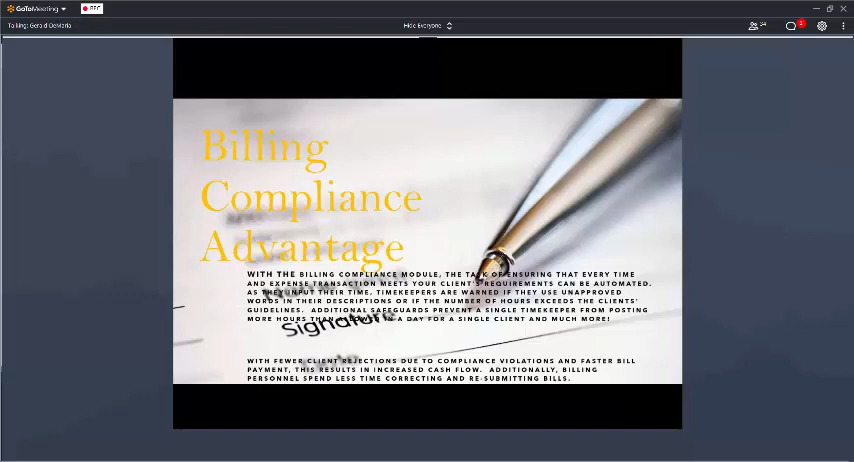 GoToMeeting
REC
Talking: Gerald DeMaria
Hide Everyone
34
2
Billing
Compliance
Advantage
WITH THE BILLING COMPLIANCE MODULE, THE TASK OF ENSURING THAT EVERY TIME
AND EXPENSE TRANSACTION MEETS YOUR CLIENT'S REQUIREMENTS CAN BE AUTOMATED.
AS THEY INPUT THEIR TIME, TIMEKEEPERS ARE WARNED IF THEY USE UNAPPROVED
WORDS IN THEIR DESCRIPTIONS OR IF THE NUMBER OF HOURS EXCEEDS THE CLIENTS'
GUIDELINES. ADDITIONAL SAFEGUARDS PREVENT A SINGLE TIMEKEEPER FROM POSTING
MORE HOURS THAN ALLOWED IN A DAY FOR A SINGLE CLIENT AND MUCH MORE!
Signature
WITH FEWER CLIENT REJECTIONS DUE TO COMPLIANCE VIOLATIONS AND FASTER BILL
PAYMENT, THIS RESULTS IN INCREASED CASH FLOW. ADDITIONALLY, BILLING
PERSONNEL SPEND LESS TIME CORRECTING AND RE-SUBMITTING BILLS.